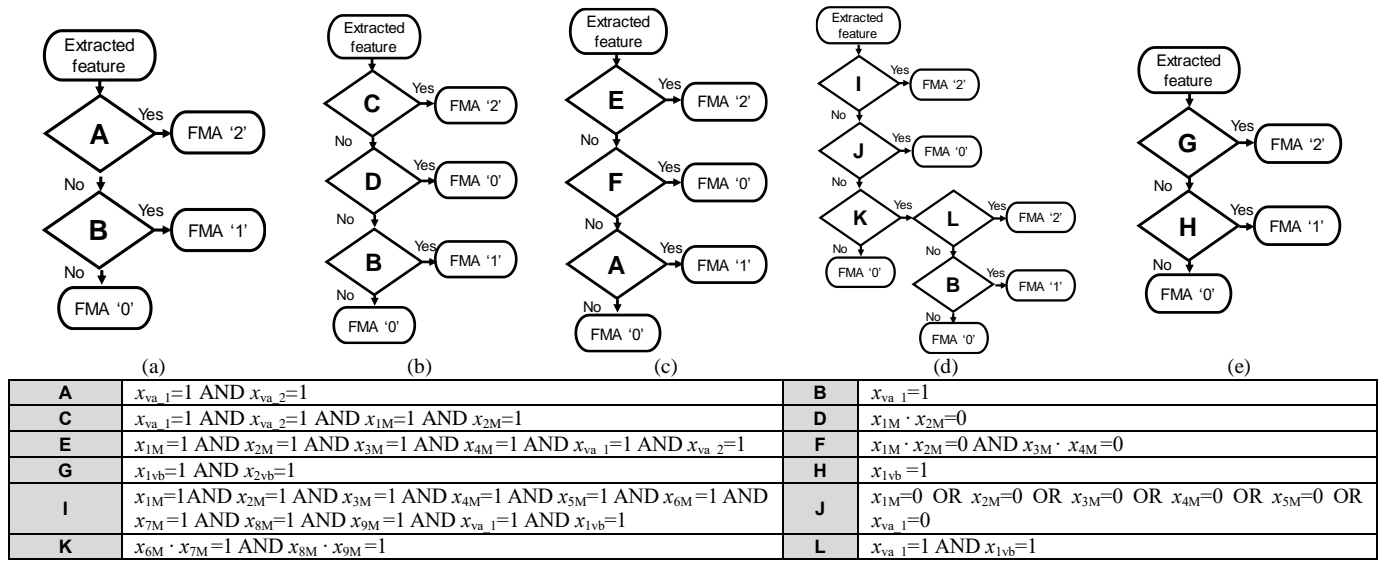 Extracted
feature
A
Yes
FMA ‘2’
No
B
Yes
FMA ‘1’
No
FMA ‘0’
(a)
Extracted
feature
C
Yes
FMA ‘2’
No
D
Yes
FMA ‘0’
No
B
Yes
FMA ‘1’
No
FMA ‘0’
(b)
Extracted
feature
E
Yes
FMA ‘2’
No
F
Yes
FMA ‘0’
No
A
Yes
FMA ‘1’
No
FMA ‘0’
(c)
Extracted
feature
I
Yes
FMA ‘2’
No
J
Yes
FMA ‘0’
No
K
Yes
L
Yes
FMA ‘2’
No
FMA ‘0’
No
B
Yes
FMA ‘1’
No
FMA ‘0’
(d)
Extracted
feature
G
Yes
FMA ‘2’
No
H
Yes
FMA ‘1’
No
FMA ‘0’
(e)
A x_va_1=1 AND x_va_2=1 B x_va_1=1
C x_va_1=1 AND x_va_2=1 AND x_1M=1 AND x_2M=1 D x_1M · x_2M=0
E x_1M=1 AND x_2M=1 AND x_3M=1 AND x_4M=1 AND x_va_1=1 AND x_va_2=1 F x_1M · x_2M=0 AND x_3M · x_4M=0
G x_1vb=1 AND x_2vb=1 H x_1vb =1
I x_1M=1 AND x_2M=1 AND x_3M=1 AND x_4M=1 AND x_5M=1 AND x_6M=1 AND
x_7M=1 AND x_8M=1 AND x_9M=1 AND x_va_1=1 AND x_1vb=1
J x_1M=0 OR x_2M=0 OR x_3M=0 OR x_4M=0 OR x_5M=0 OR
x_va_1=0
K x_6M · x_7M=1 AND x_8M · x_9M=1 L x_va_1=1 AND x_1vb=1